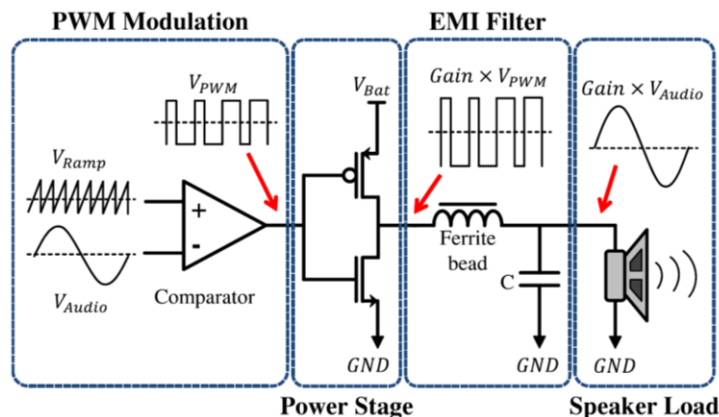 PWM Modulation
EMI Filter
V_PWM
V_Bat
Gain × V_PWM
Gain × V_Audio
V_Ramp
+
-
Ferrite
bead
C
V_Audio
Comparator
GND
GND
GND
Power Stage
Speaker Load